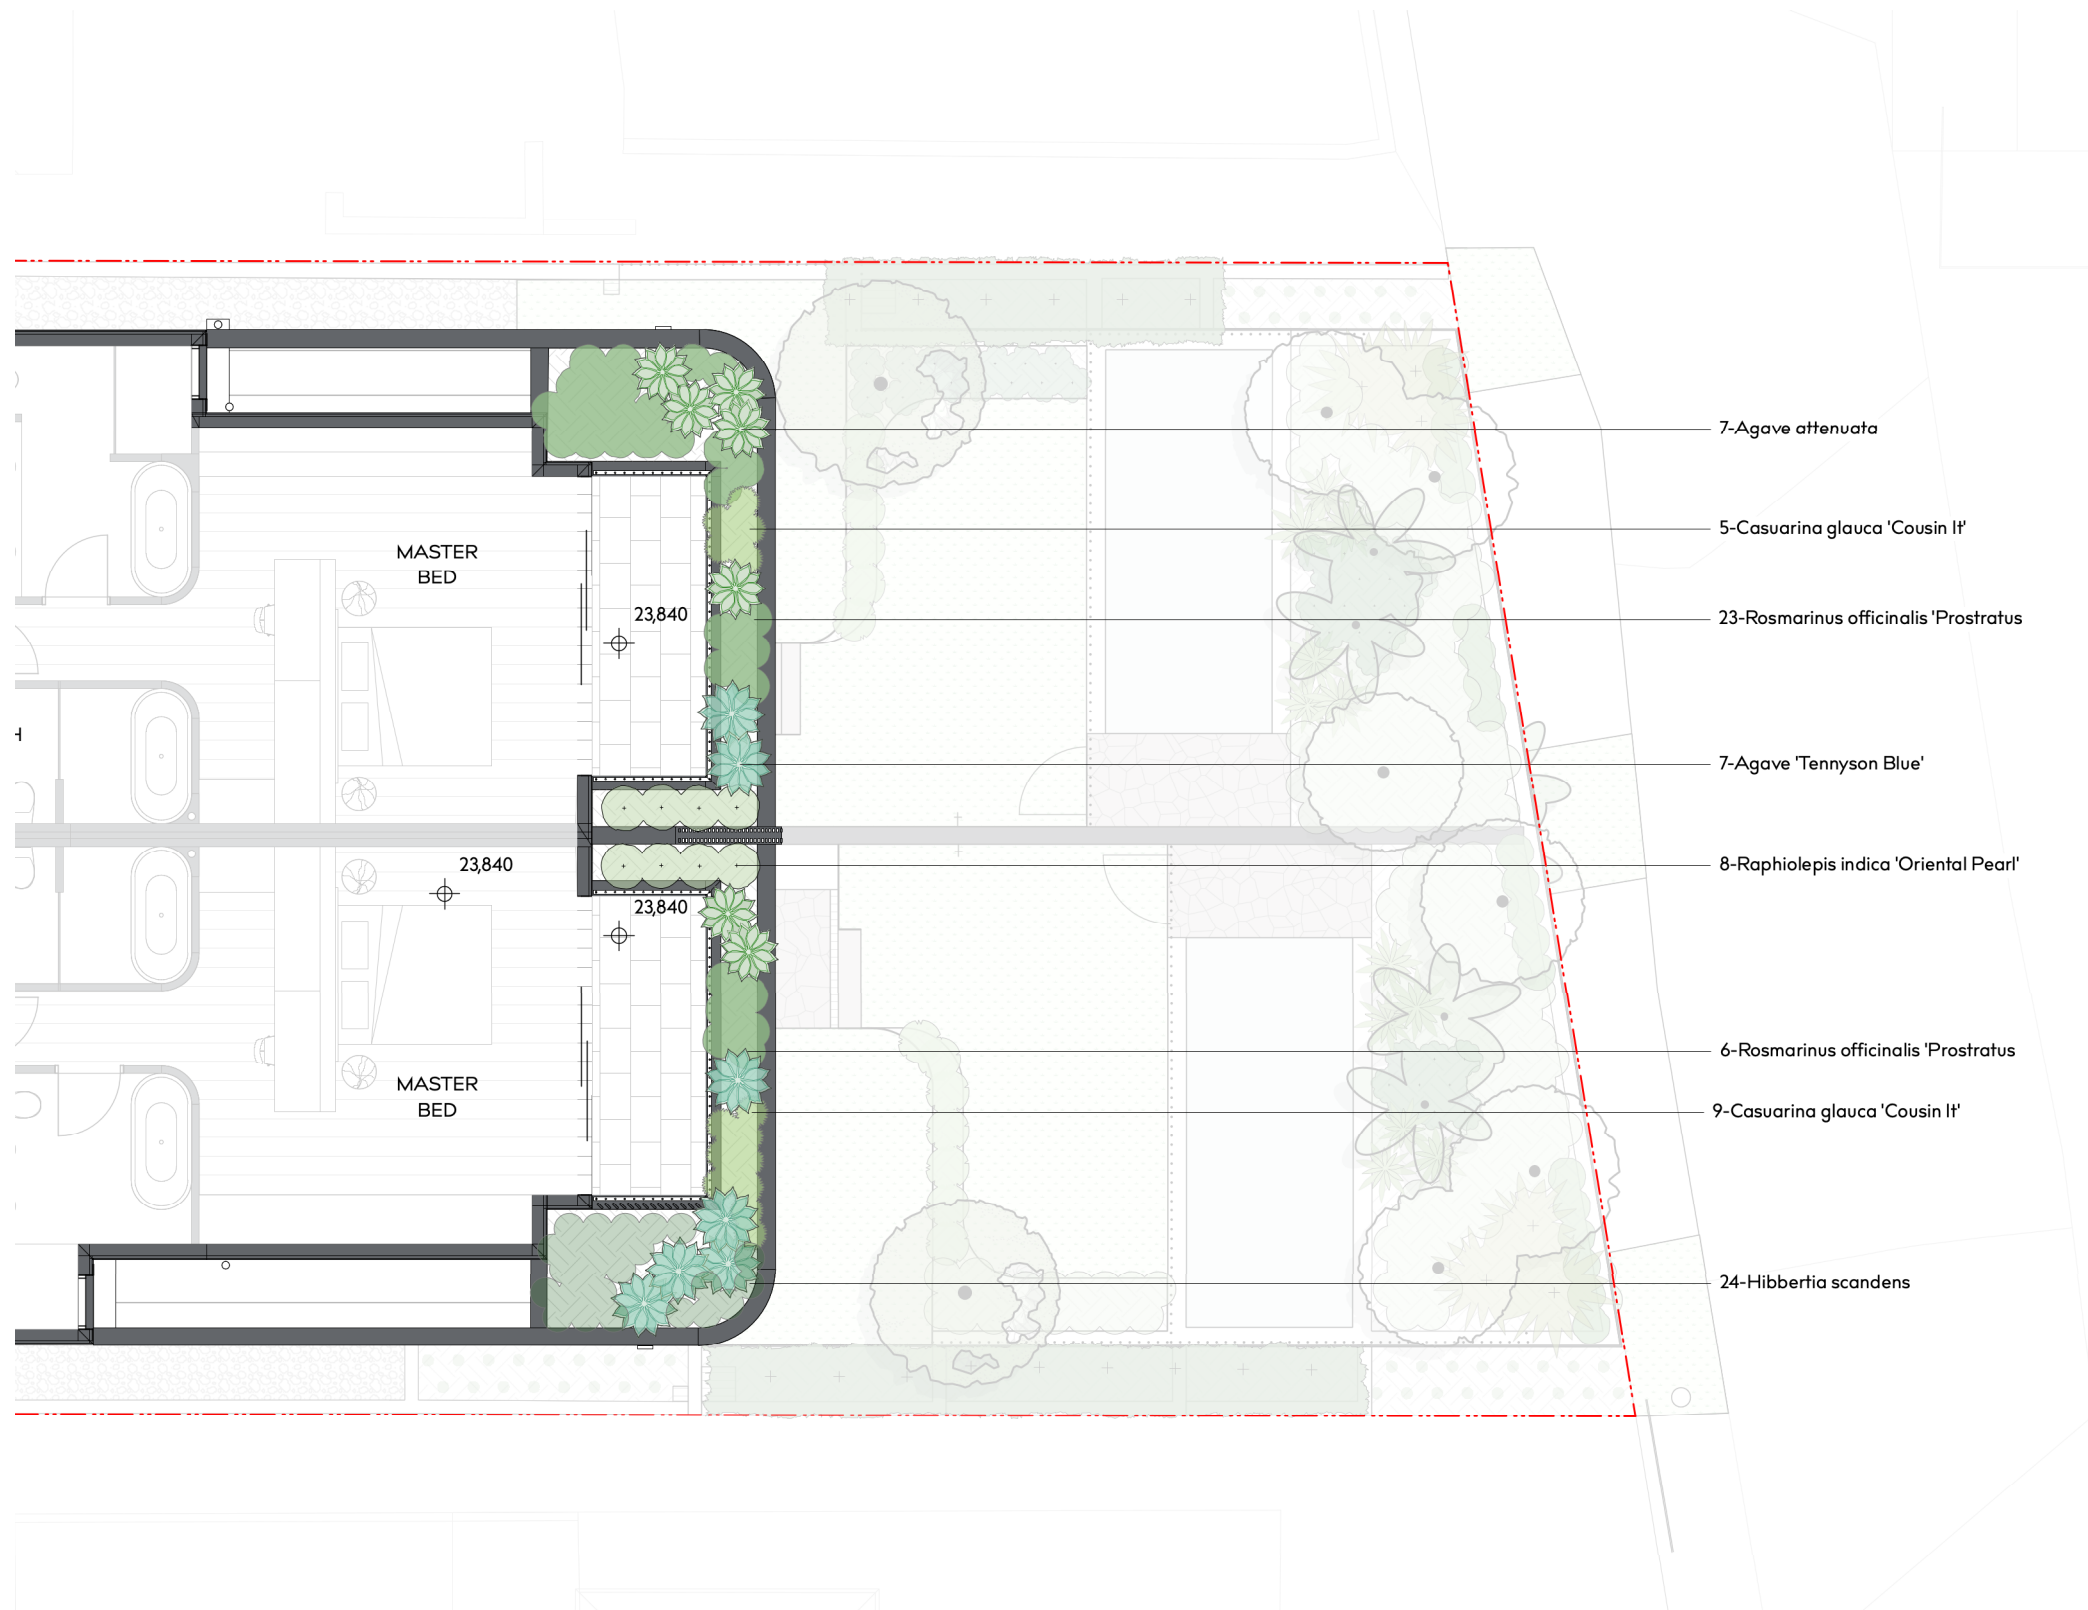 7-Agave attenuata
5-Casuarina glauca 'Cousin It'
MASTER
BED
23,840
23-Rosmarinus officinalis 'Prostratus
H
7-Agave 'Tennyson Blue'
23,840
8-Raphiolepis indica 'Oriental Pearl'
23,840
6-Rosmarinus officinalis 'Prostratus
MASTER
BED
9-Casuarina glauca 'Cousin It'
24-Hibbertia scandens